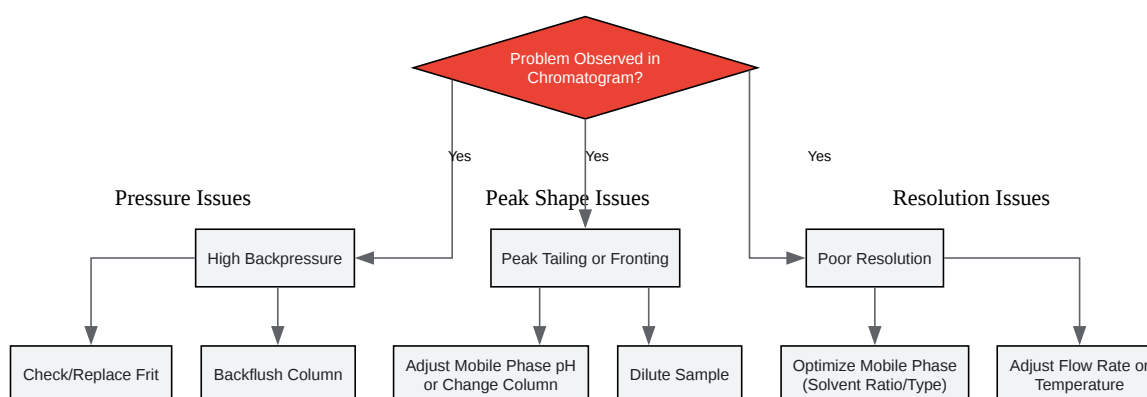 Problem Observed in
Chromatogram?
Yes
Yes
Yes
Pressure Issues
Peak Shape Issues
Resolution Issues
High Backpressure
Peak Tailing or Fronting
Poor Resolution
Check/Replace Frit
Backflush Column
Adjust Mobile Phase pH
or Change Column
Dilute Sample
Optimize Mobile Phase
(Solvent Ratio/Type)
Adjust Flow Rate or
Temperature